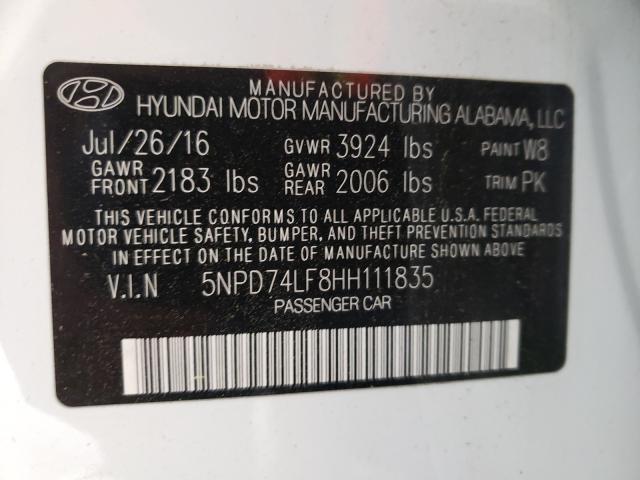 MANUFACTURED BY
HYUNDAI MOTOR MANUFACTURING ALABAMA, LLC
Jul/26/16 GVWR 3924 lbs PAINT W8
GAWR FRONT 2183 lbs GAWR REAR 2006 lbs TRIM PK
THIS VEHICLE CONFORMS TO ALL APPLICABLE U.S.A. FEDERAL
MOTOR VEHICLE SAFETY, BUMPER, AND THEFT PREVENTION STANDARDS
IN EFFECT ON THE DATE OF MANUFACTURE SHOWN ABOVE.
V.I.N 5NPD74LF8HH111835
PASSENGER CAR